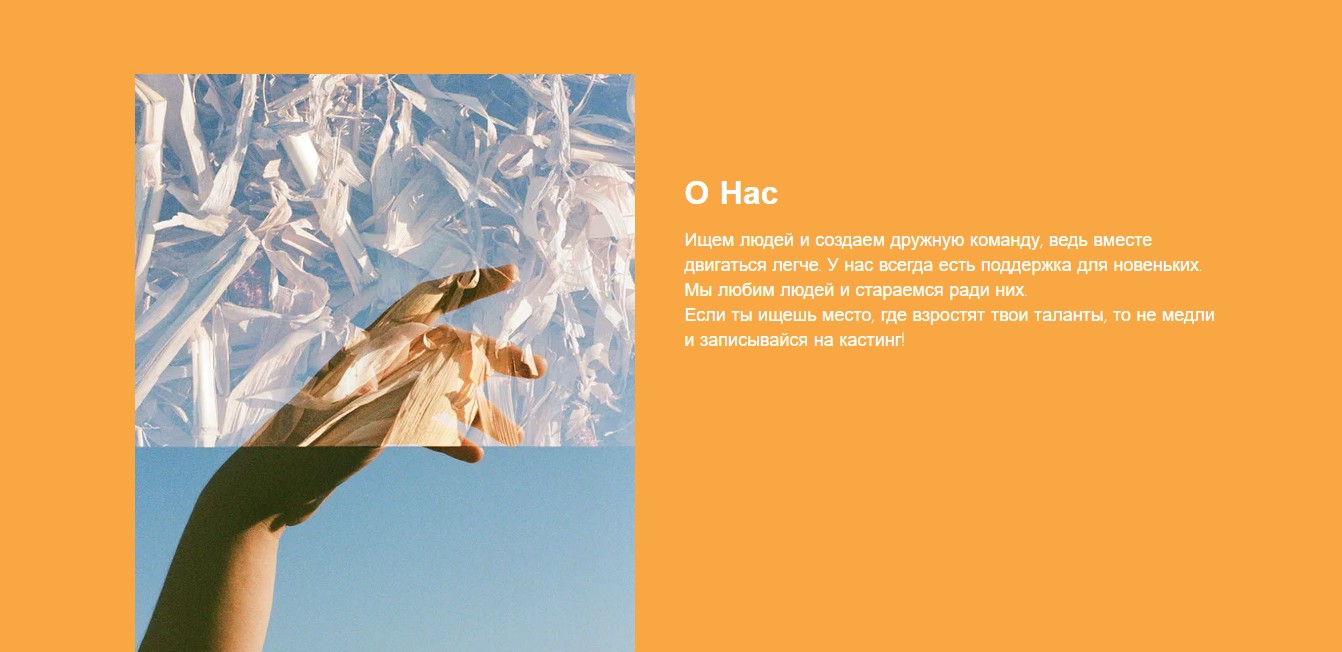 О Нас
Ищем людей и создаем дружную команду, ведь вместе
двигаться легче. У нас всегда есть поддержка для новеньких.
Мы любим людей и стараемся ради них.
Если ты ищешь место, где взростят твои таланты, то не медли
и записывайся на кастинг!